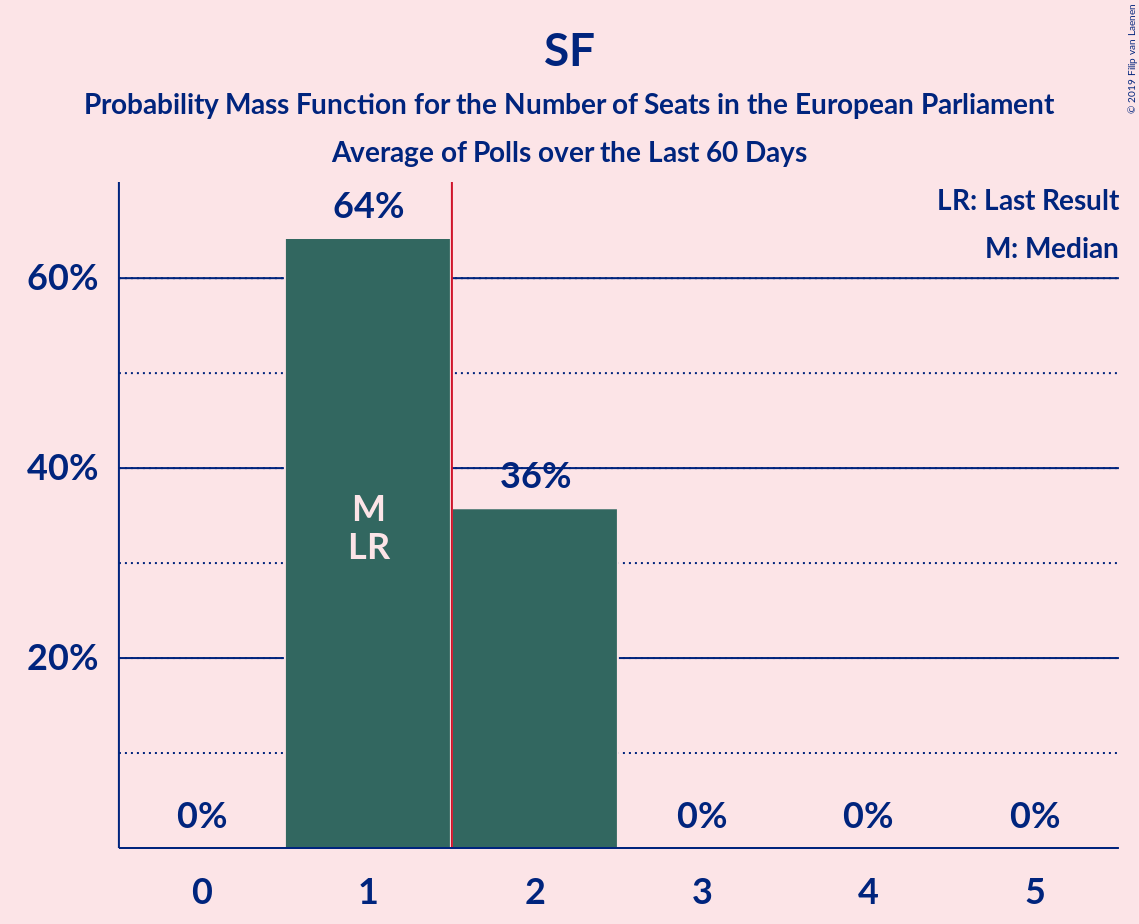 SF
Probability Mass Function for the Number of Seats in the European Parliament
Average of Polls over the Last 60 Days
© 2019 Filip van Laenen
LR: Last Result
M: Median
64%
60%
40%
36%
M
LR
20%
0%
0%
0%
0%
0
1
2
3
4
5